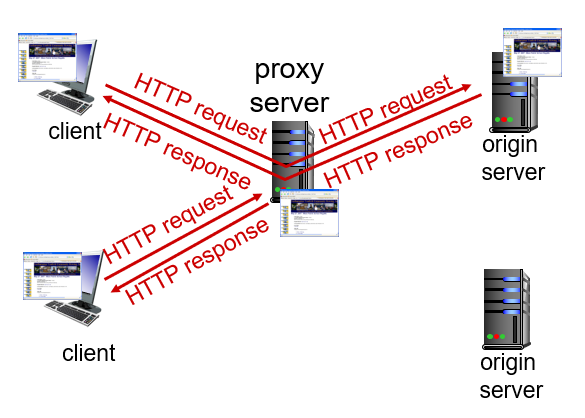 proxy
server
HTTP request
HTTP request
client
HTTP response
HTTP response
origin
server
HTTP request
HTTP response
client
origin
server